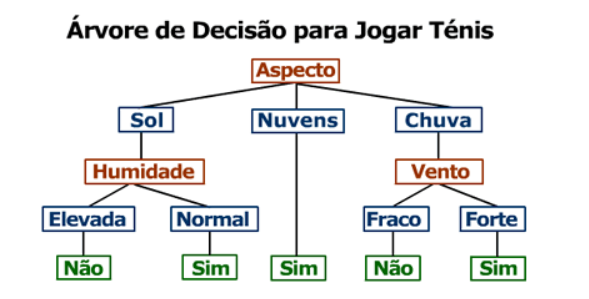 Árvore de Decisão para Jogar Ténis
Aspecto
Sol Nuvens Chuva
Humidade Vento
Elevada Normal Fraco Forte
Não Sim Sim Não Sim